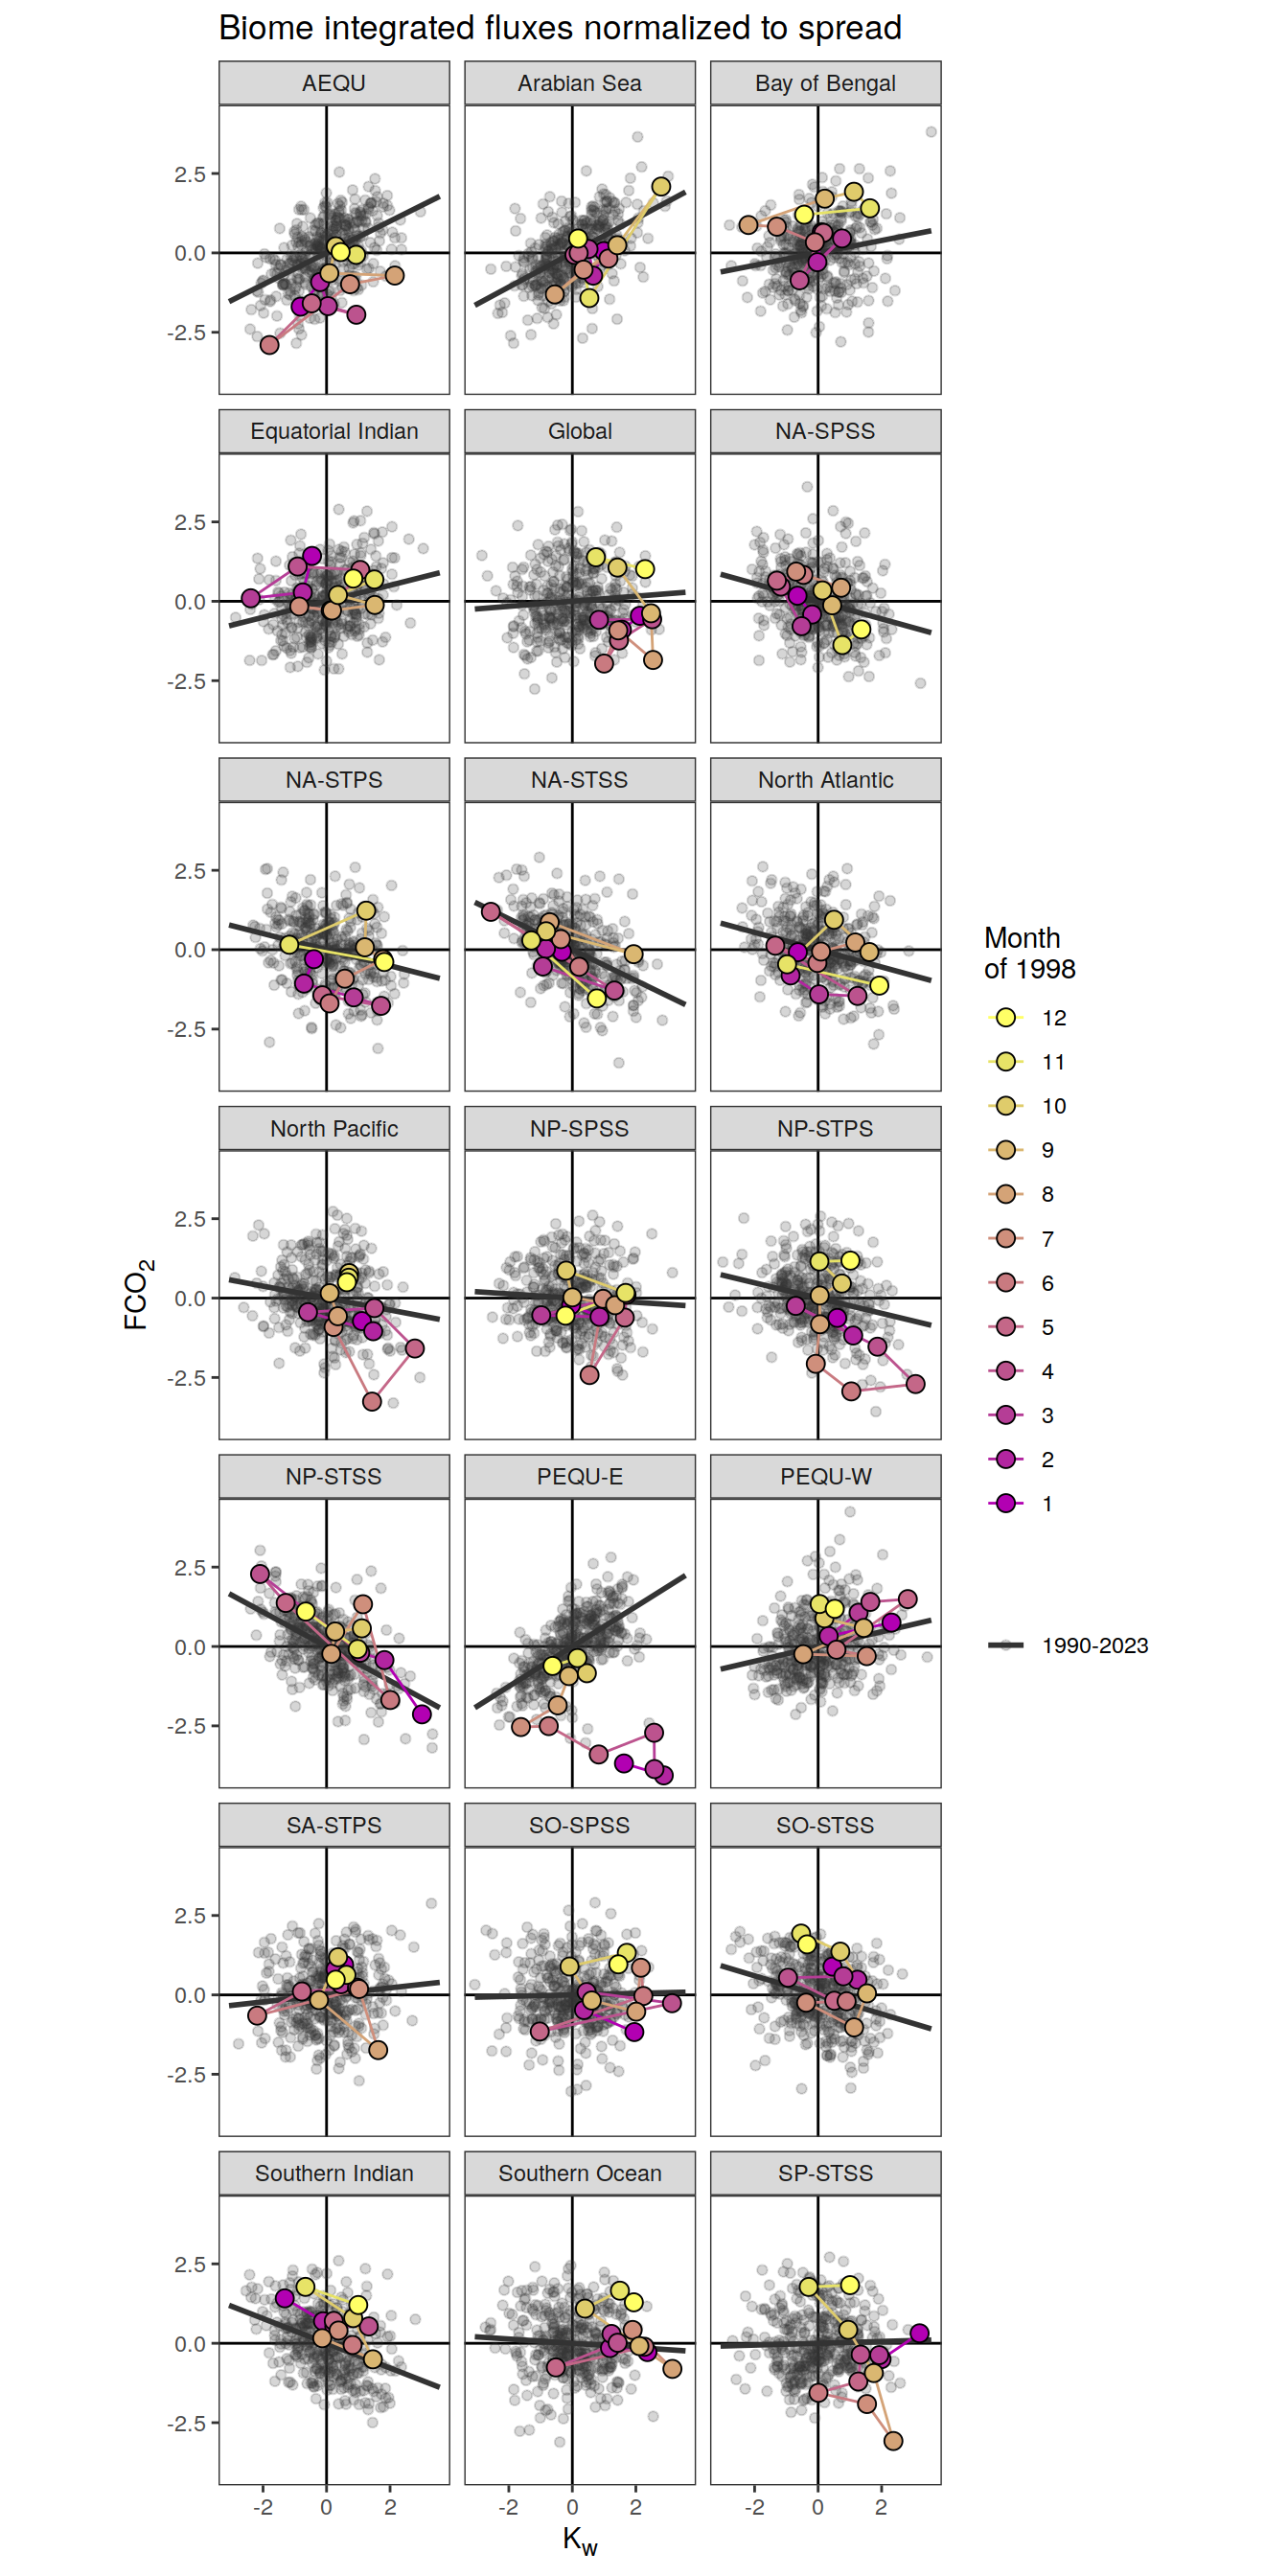 Biome integrated fluxes normalized to spread
AEQU
Arabian Sea
Bay of Bengal
2.5
0.0
-2.5
Equatorial Indian
Global
NA-SPSS
2.5
0.0
-2.5
NA-STPS
NA-STSS
North Atlantic
2.5
0.0
-2.5
North Pacific
NP-SPSS
NP-STPS
2.5
0.0
-2.5
NP-STSS
PEQU-E
PEQU-W
2.5
0.0
-2.5
SA-STPS
SO-SPSS
SO-STSS
2.5
0.0
-2.5
Southern Indian
Southern Ocean
SP-STSS
2.5
0.0
-2.5
-2 0 2
-2 0 2
-2 0 2
Kw
FCO2
Month
of 1998
12
11
10
9
8
7
6
5
4
3
2
1
1990-2023